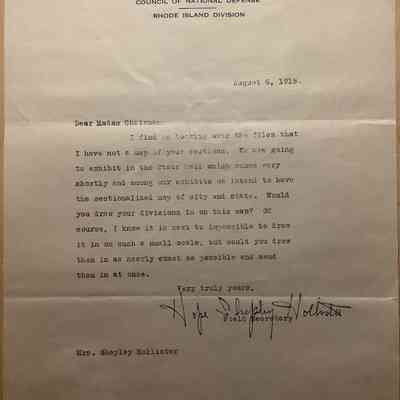 COUNCIL OF NATIONAL DEFENSE
RHODE ISLAND DIVISION
August 6, 1918.
Dear Madam Chairman:
I find on looking over the files that
I have not a map of your sections. We are going
to exhibit in the State Fair which comes very
shortly and among our exhibits we intend to have
the sectionalized map of city and state. Would
you draw your divisions in on this map? Of
course, I know it is next to impossible to draw
it in on such a small scale, but would you draw
them in as nearly exact as possible and send
them in at once.
Very truly yours,
Hope Shepley Hollister
Field Secretary
Mrs. Shepley Hollister